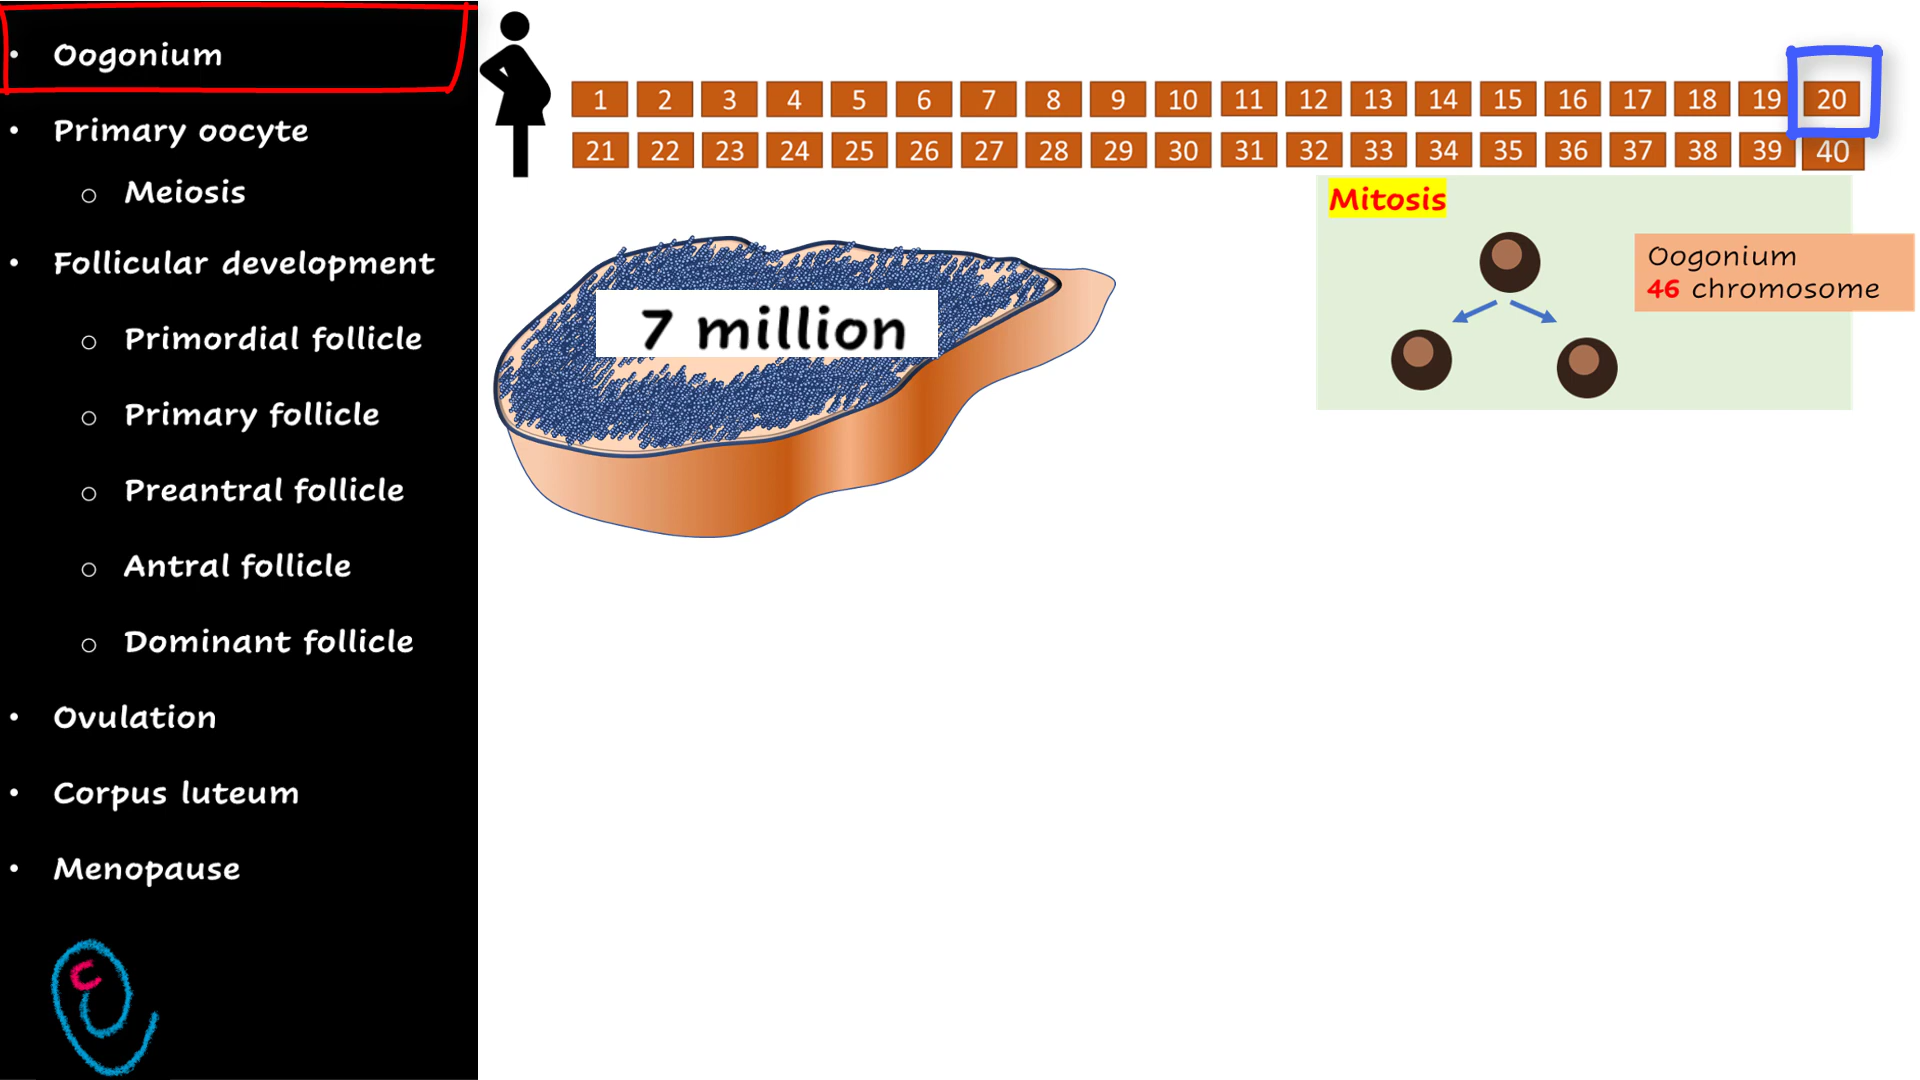 • Oogonium
• Primary oocyte
o Meiosis
• Follicular development
o Primordial follicle
o Primary follicle
o Preantral follicle
o Antral follicle
o Dominant follicle
• Ovulation
• Corpus luteum
• Menopause
1 2 3 4 5 6 7 8 9 10 11 12 13 14 15 16 17 18 19 20
21 22 23 24 25 26 27 28 29 30 31 32 33 34 35 36 37 38 39 40
Mitosis
Oogonium
46 chromosome
7 million